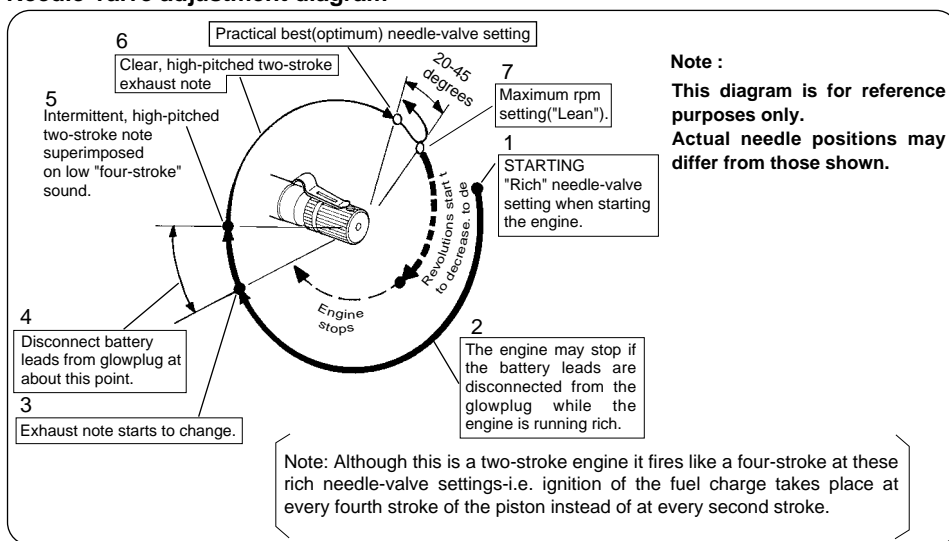 Needle-valve adjustment diagram
6
Practical best(optimum) needle-valve setting
Clear, high-pitched two-stroke
exhaust note
20-45
degrees
7
Maximum rpm
setting("Lean").
5
Intermittent, high-pitched
two-stroke note
superimposed
on low "four-stroke"
sound.
1
STARTING
"Rich" needle-valve
setting when starting
the engine.
Note :
This diagram is for reference
purposes only.
Actual needle positions may
differ from those shown.
Revolutions start t
to decrease. to de
Engine
stops
4
Disconnect battery
leads from glowplug at
about this point.
3
Exhaust note starts to change.
2
The engine may stop if
the battery leads are
disconnected from the
glowplug while the
engine is running rich.
Note: Although this is a two-stroke engine it fires like a four-stroke at these
rich needle-valve settings-i.e. ignition of the fuel charge takes place at
every fourth stroke of the piston instead of at every second stroke.